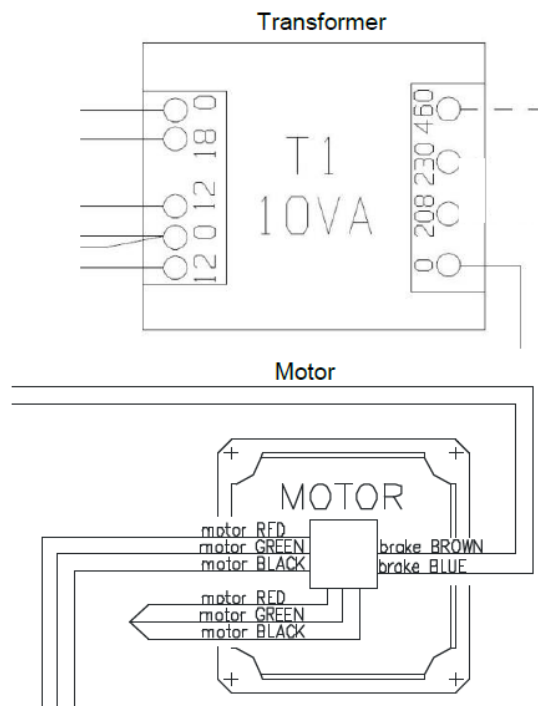 Transformer
0
18
12
0
12
T1
10VA
460
230
208
0
Motor
MOTOR
motor RED
motor GREEN
motor BLACK
brake BROWN
brake BLUE
motor RED
motor GREEN
motor BLACK